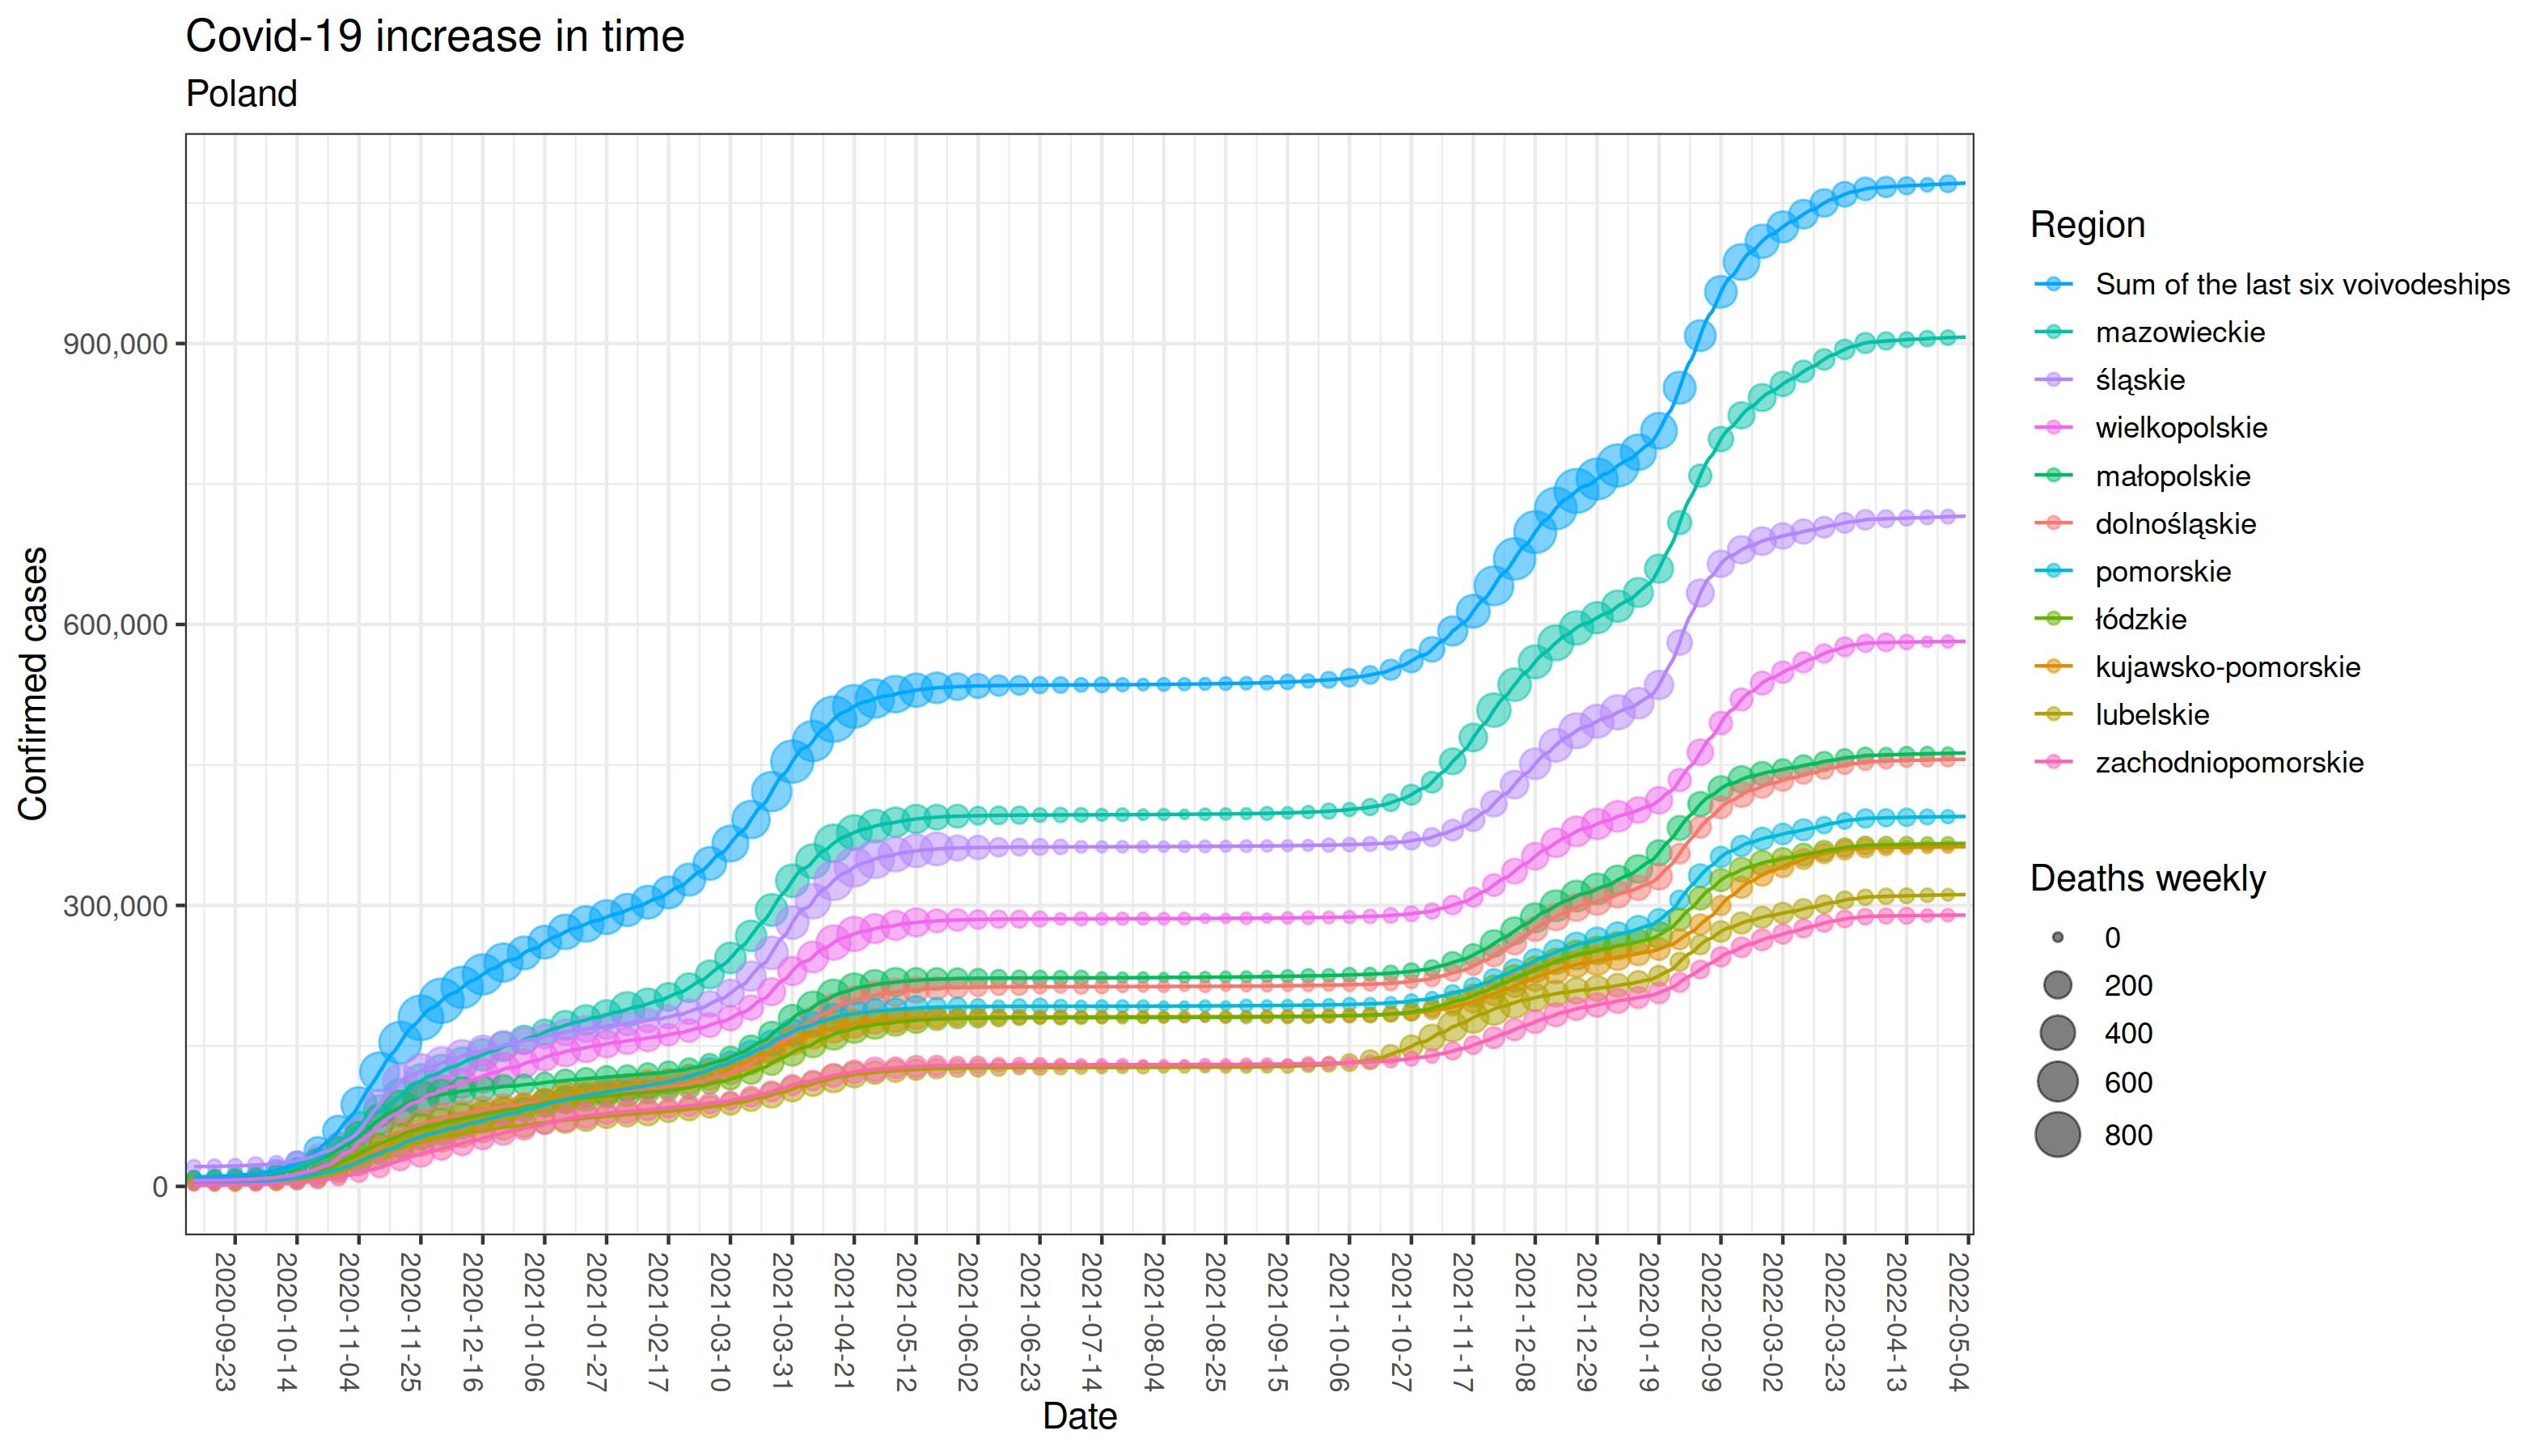 Covid-19 increase in time
Poland
Confirmed cases
900,000
600,000
300,000
0
2020-09-23
2020-10-14
2020-11-04
2020-11-25
2020-12-16
2021-01-06
2021-01-27
2021-02-17
2021-03-10
2021-03-31
2021-04-21
2021-05-12
2021-06-02
2021-06-23
2021-07-14
2021-08-04
2021-08-25
2021-09-15
2021-10-06
2021-10-27
2021-11-17
2021-12-08
2021-12-29
2022-01-19
2022-02-09
2022-03-02
2022-03-23
2022-04-13
2022-05-04
Date
Region
Sum of the last six voivodeships
mazowieckie
śląskie
wielkopolskie
małopolskie
dolnośląskie
pomorskie
łódzkie
kujawsko-pomorskie
lubelskie
zachodniopomorskie
Deaths weekly
0
200
400
600
800